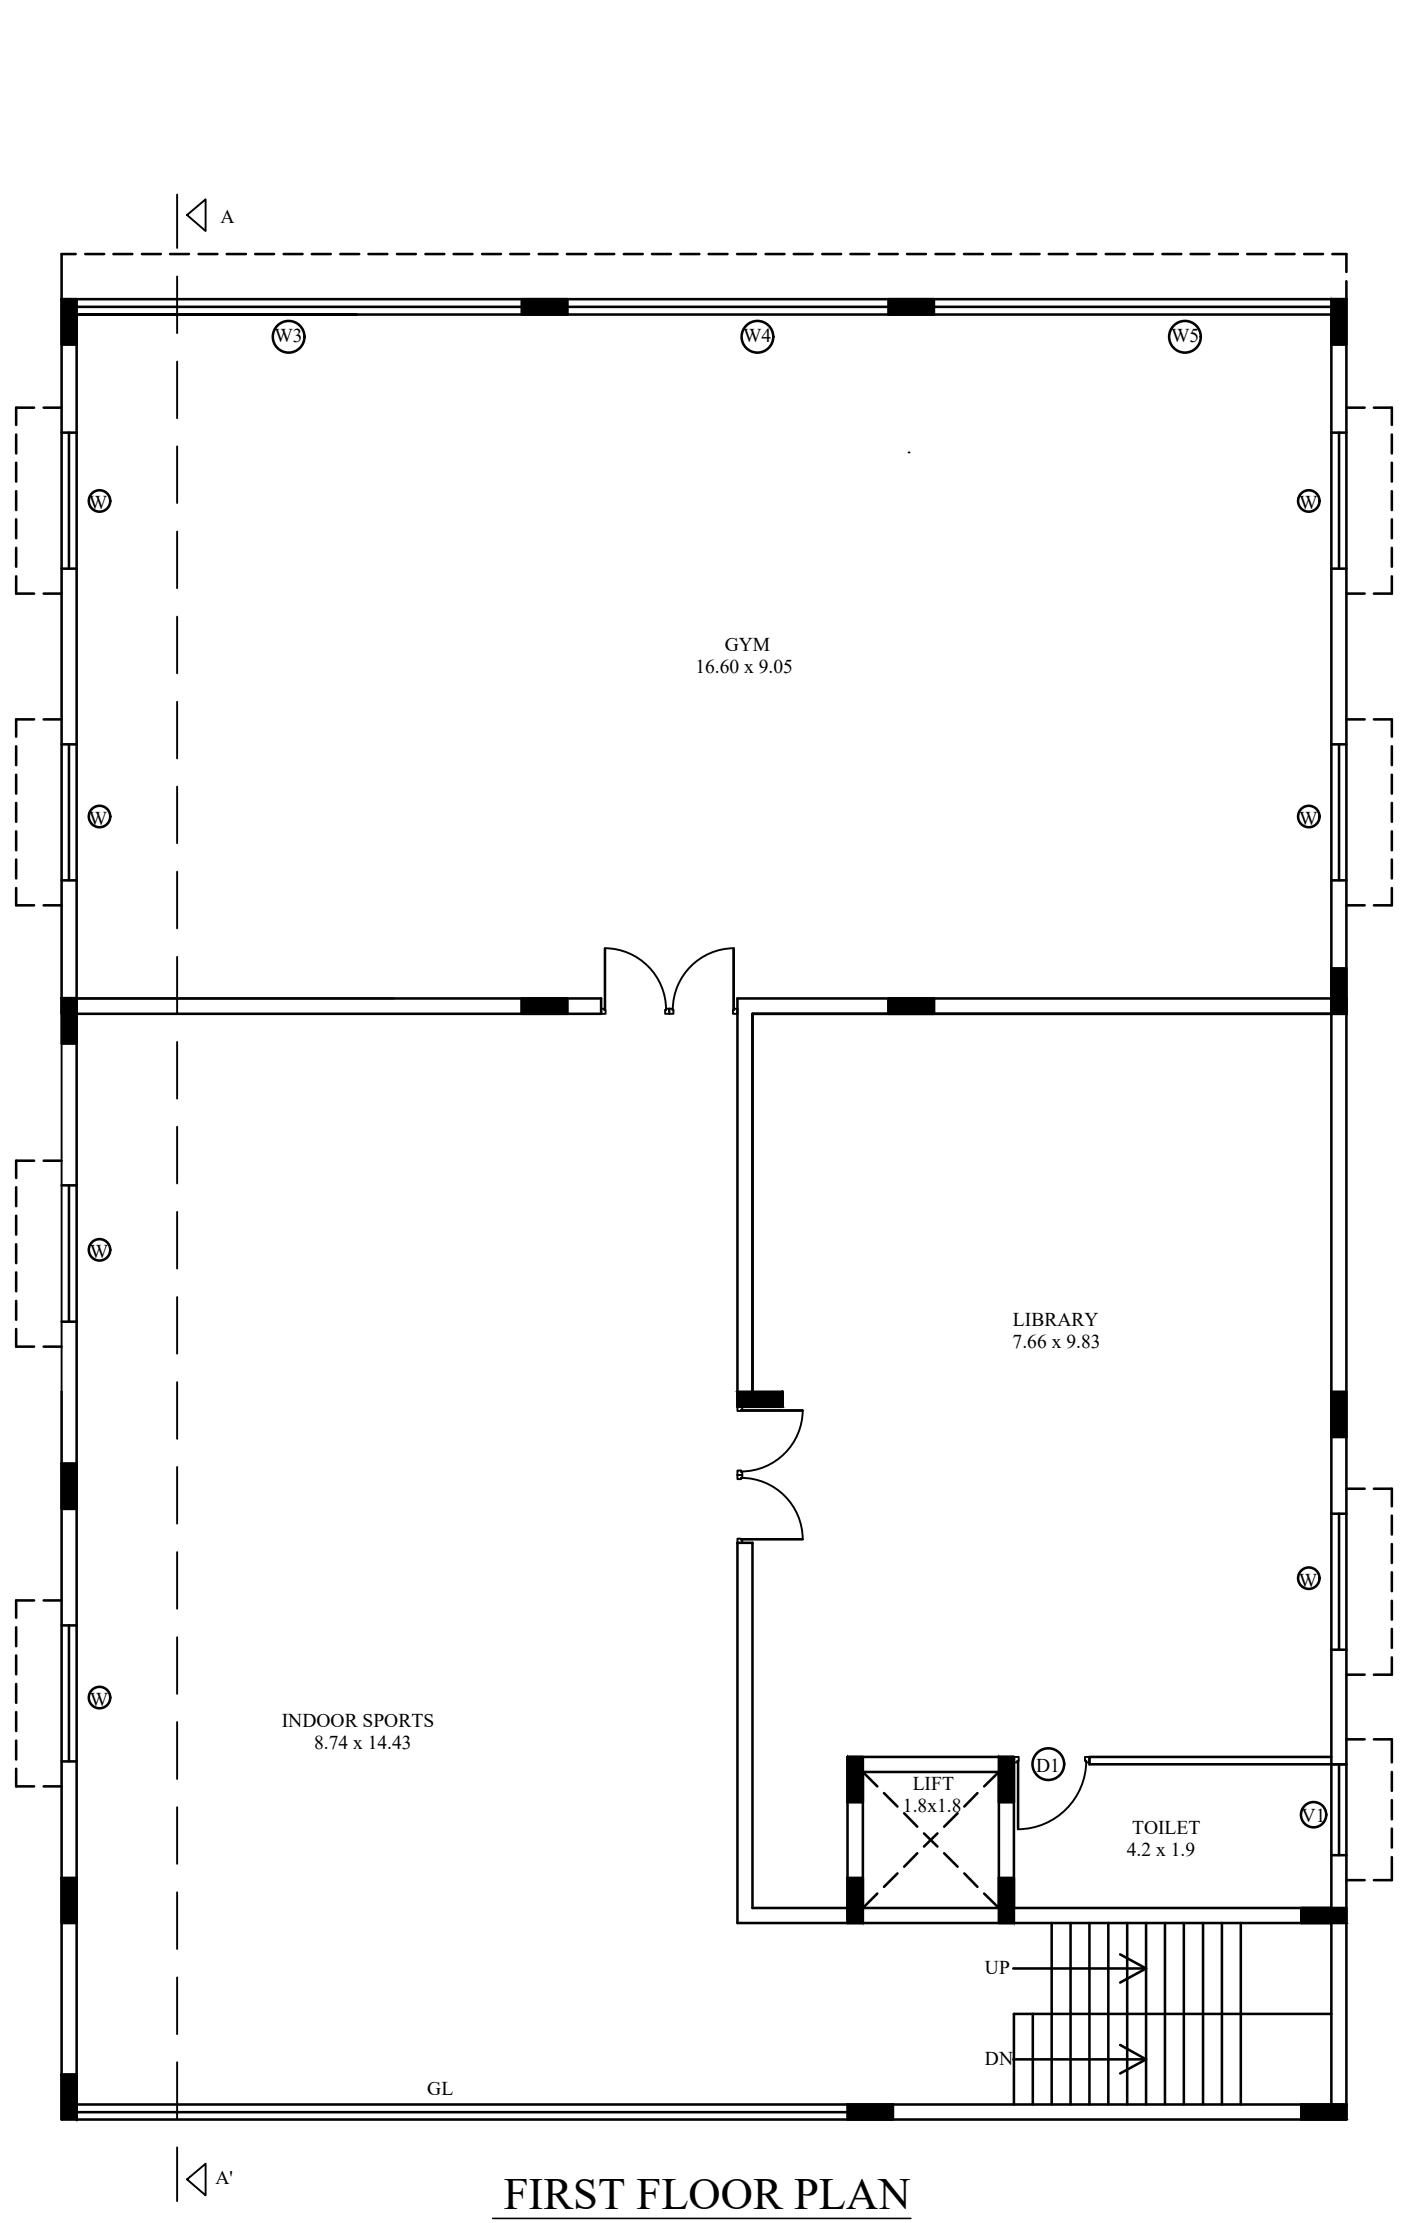 A
W3
W4
W5
W
W
GYM
16.60 x 9.05
W
W
W
LIBRARY
7.66 x 9.83
W
W
INDOOR SPORTS
8.74 x 14.43
D1
LIFT
1.8x1.8
V1
TOILET
4.2 x 1.9
UP
DN
GL
A'
FIRST FLOOR PLAN